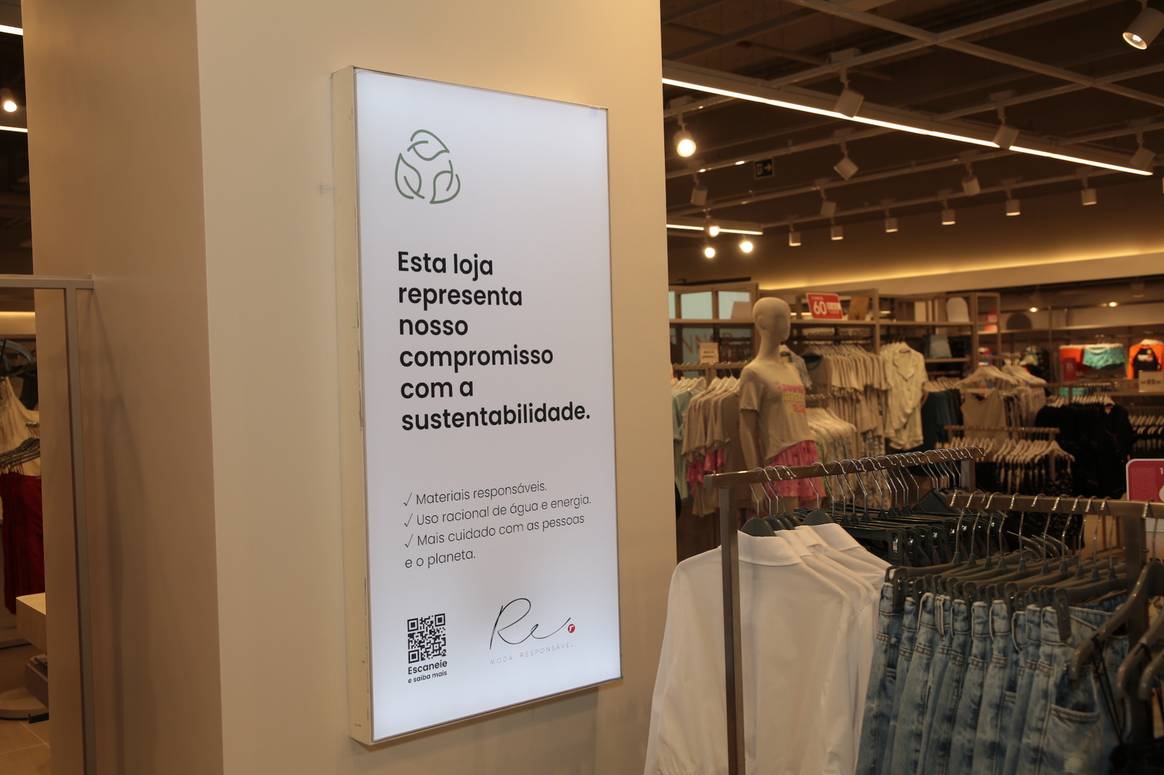 Esta loja
representa
nosso
compromisso
com a
sustentabilidade.
✓ Materiais responsáveis.
✓ Uso racional de água e energia.
✓ Mais cuidado com as pessoas
e o planeta.
Escaneie
e saiba mais
Re
r
MODA RESPONSÁVEL
60